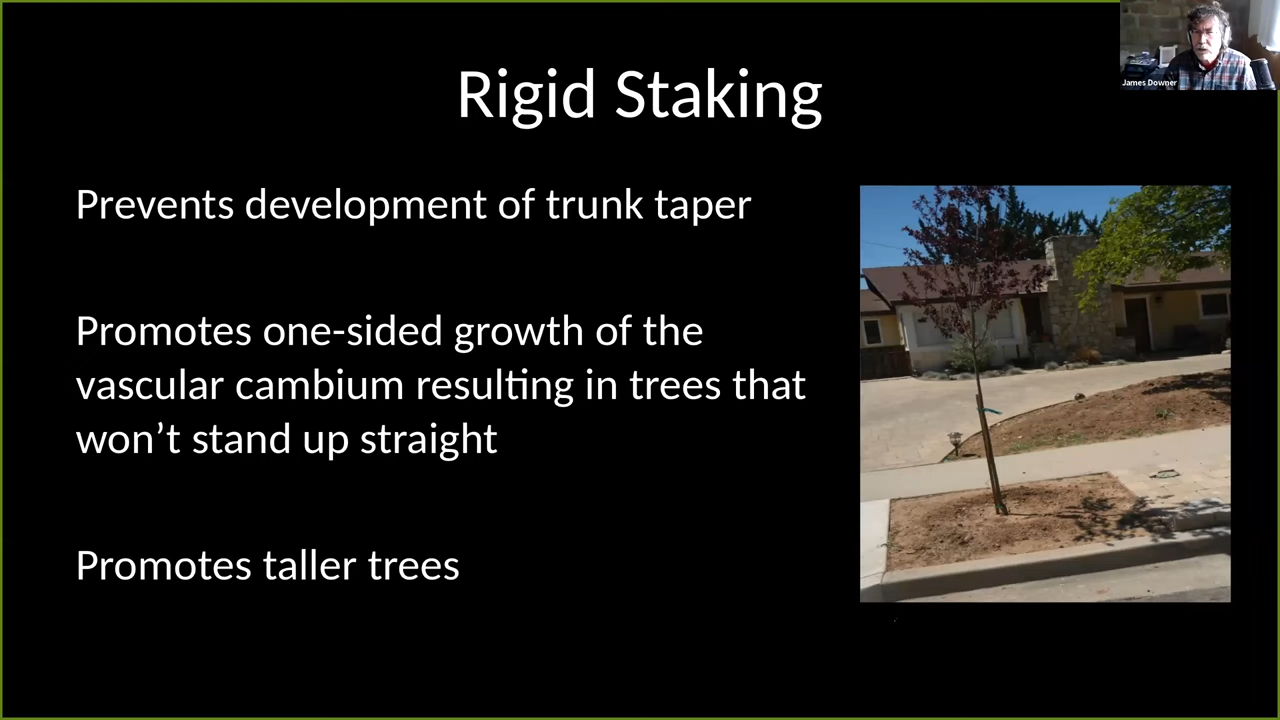 James Downer
Rigid Staking
Prevents development of trunk taper
Promotes one-sided growth of the
vascular cambium resulting in trees that
won’t stand up straight
Promotes taller trees